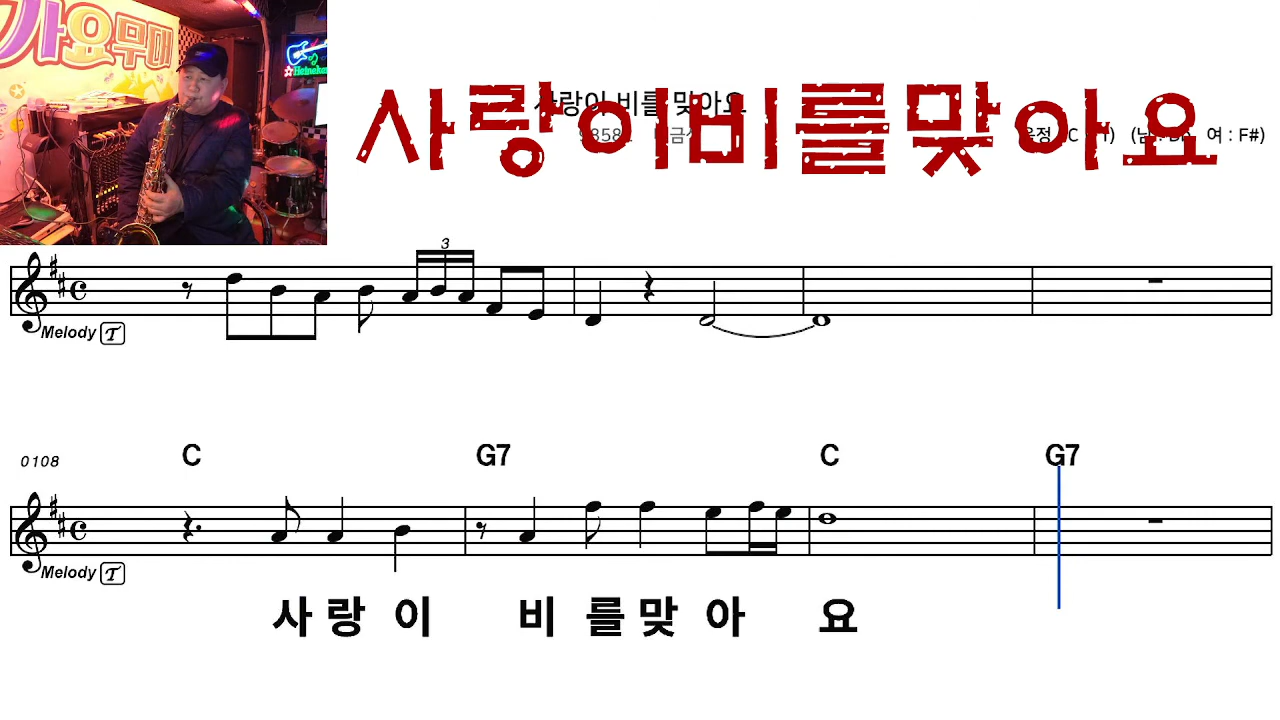 가요무대
Heineken
사랑이비를맞아요
사랑이 비를 맞아요
여 : F#)
3
Melody T
0108 C G7 C G7
Melody T
사 랑 이 비 를 맞 아 요